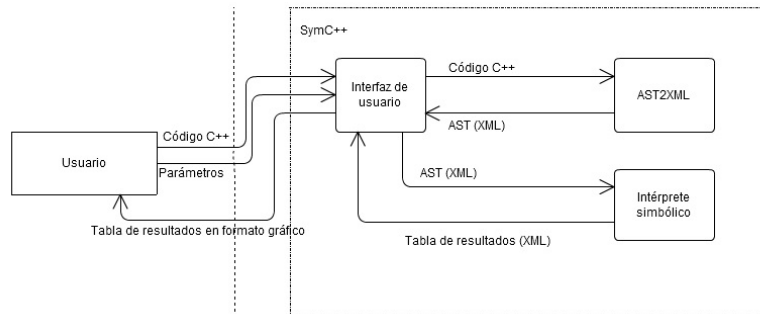 SymC++
Código C++
Interfaz de
usuario
AST2XML
AST (XML)
Código C++
Usuario
Parámetros
AST (XML)
Intérprete
simbólico
Tabla de resultados en formato gráfico
Tabla de resultados (XML)